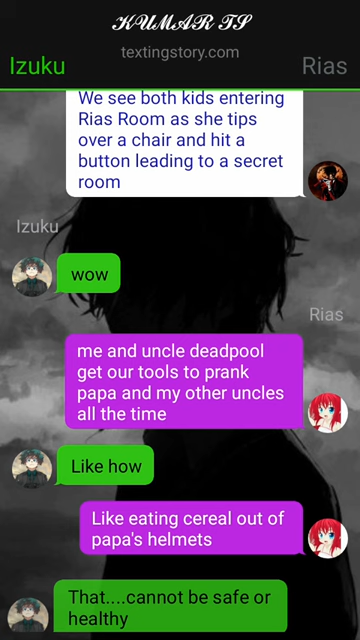 KUMAR TS
textingstory.com
Izuku
Rias
We see both kids entering
Rias Room as she tips
over a chair and hit a
button leading to a secret
room
Izuku
wow
Rias
me and uncle deadpool
get our tools to prank
papa and my other uncles
all the time
Like how
Like eating cereal out of
papa's helmets
That....cannot be safe or
healthy